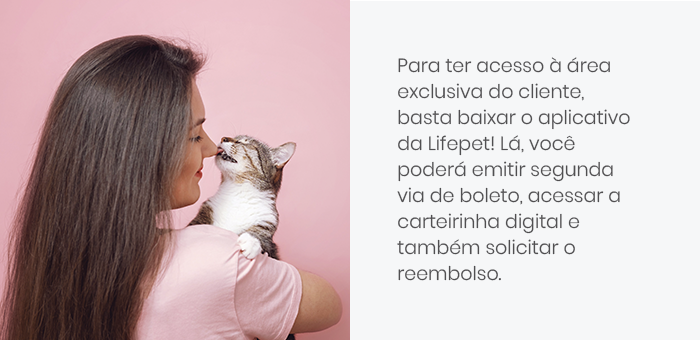 Para ter acesso à área
exclusiva do cliente,
basta baixar o aplicativo
da Lifepet! Lá, você
poderá emitir segunda
via de boleto, acessar a
carteirinha digital e
também solicitar o
reembolso.